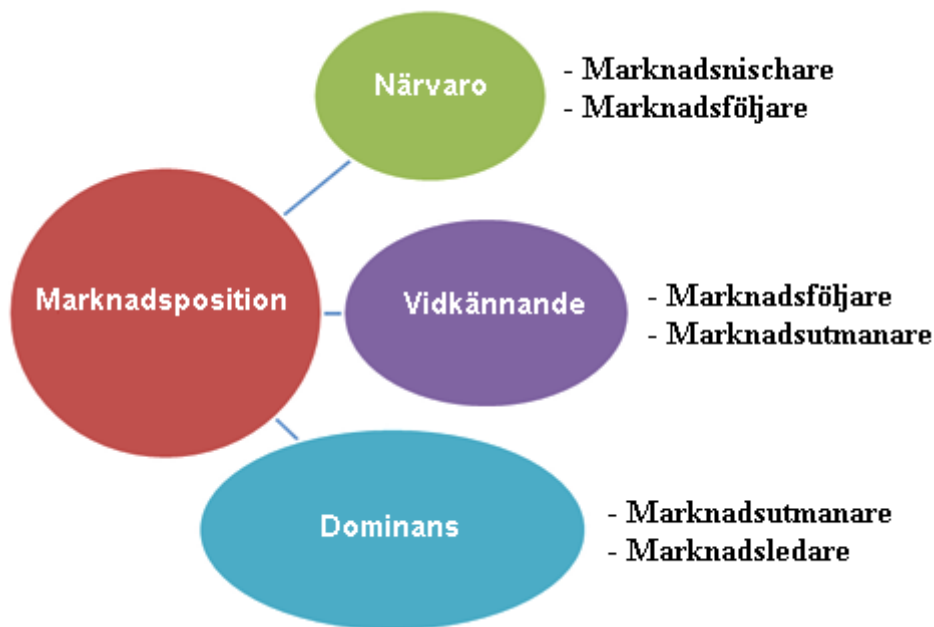 Närvaro
- Marknadsnischare
- Marknadsföljare
Marknadsposition
Vidkännande
- Marknadsföljare
- Marknadsutmanare
Dominans
- Marknadsutmanare
- Marknadsledare